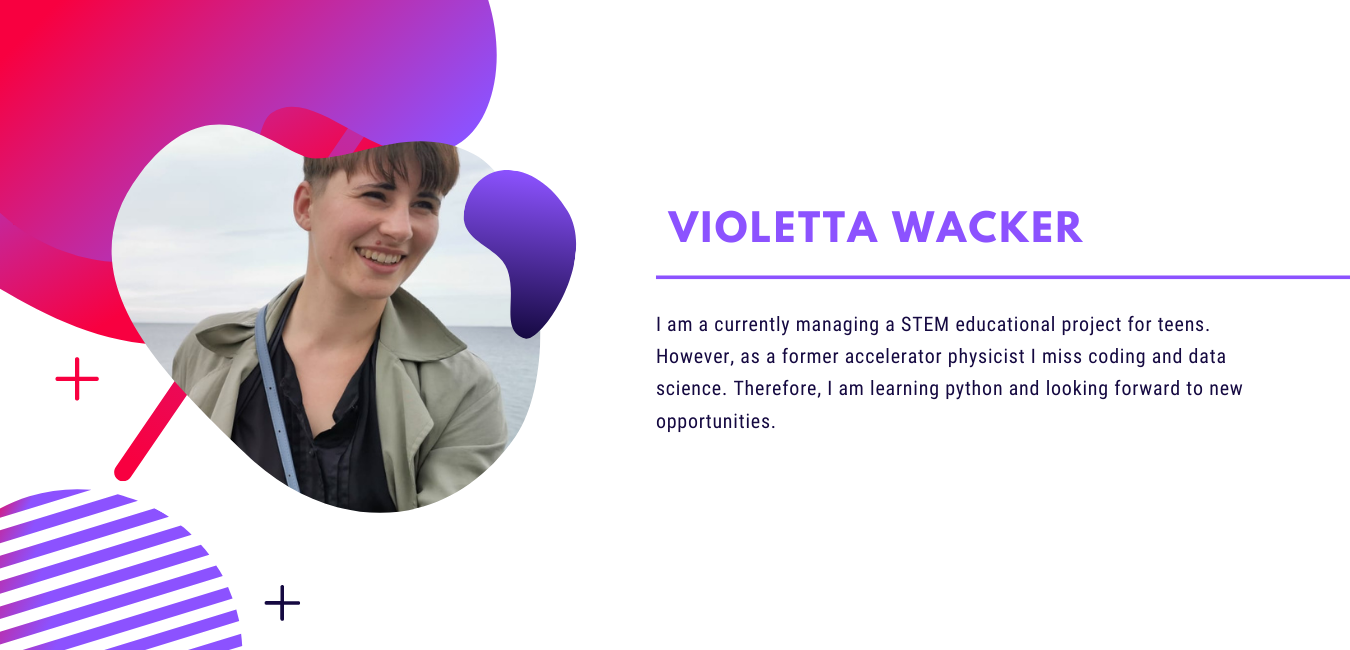 VIOLETTA WACKER
I am a currently managing a STEM educational project for teens.
However, as a former accelerator physicist I miss coding and data
science. Therefore, I am learning python and looking forward to new
opportunities.